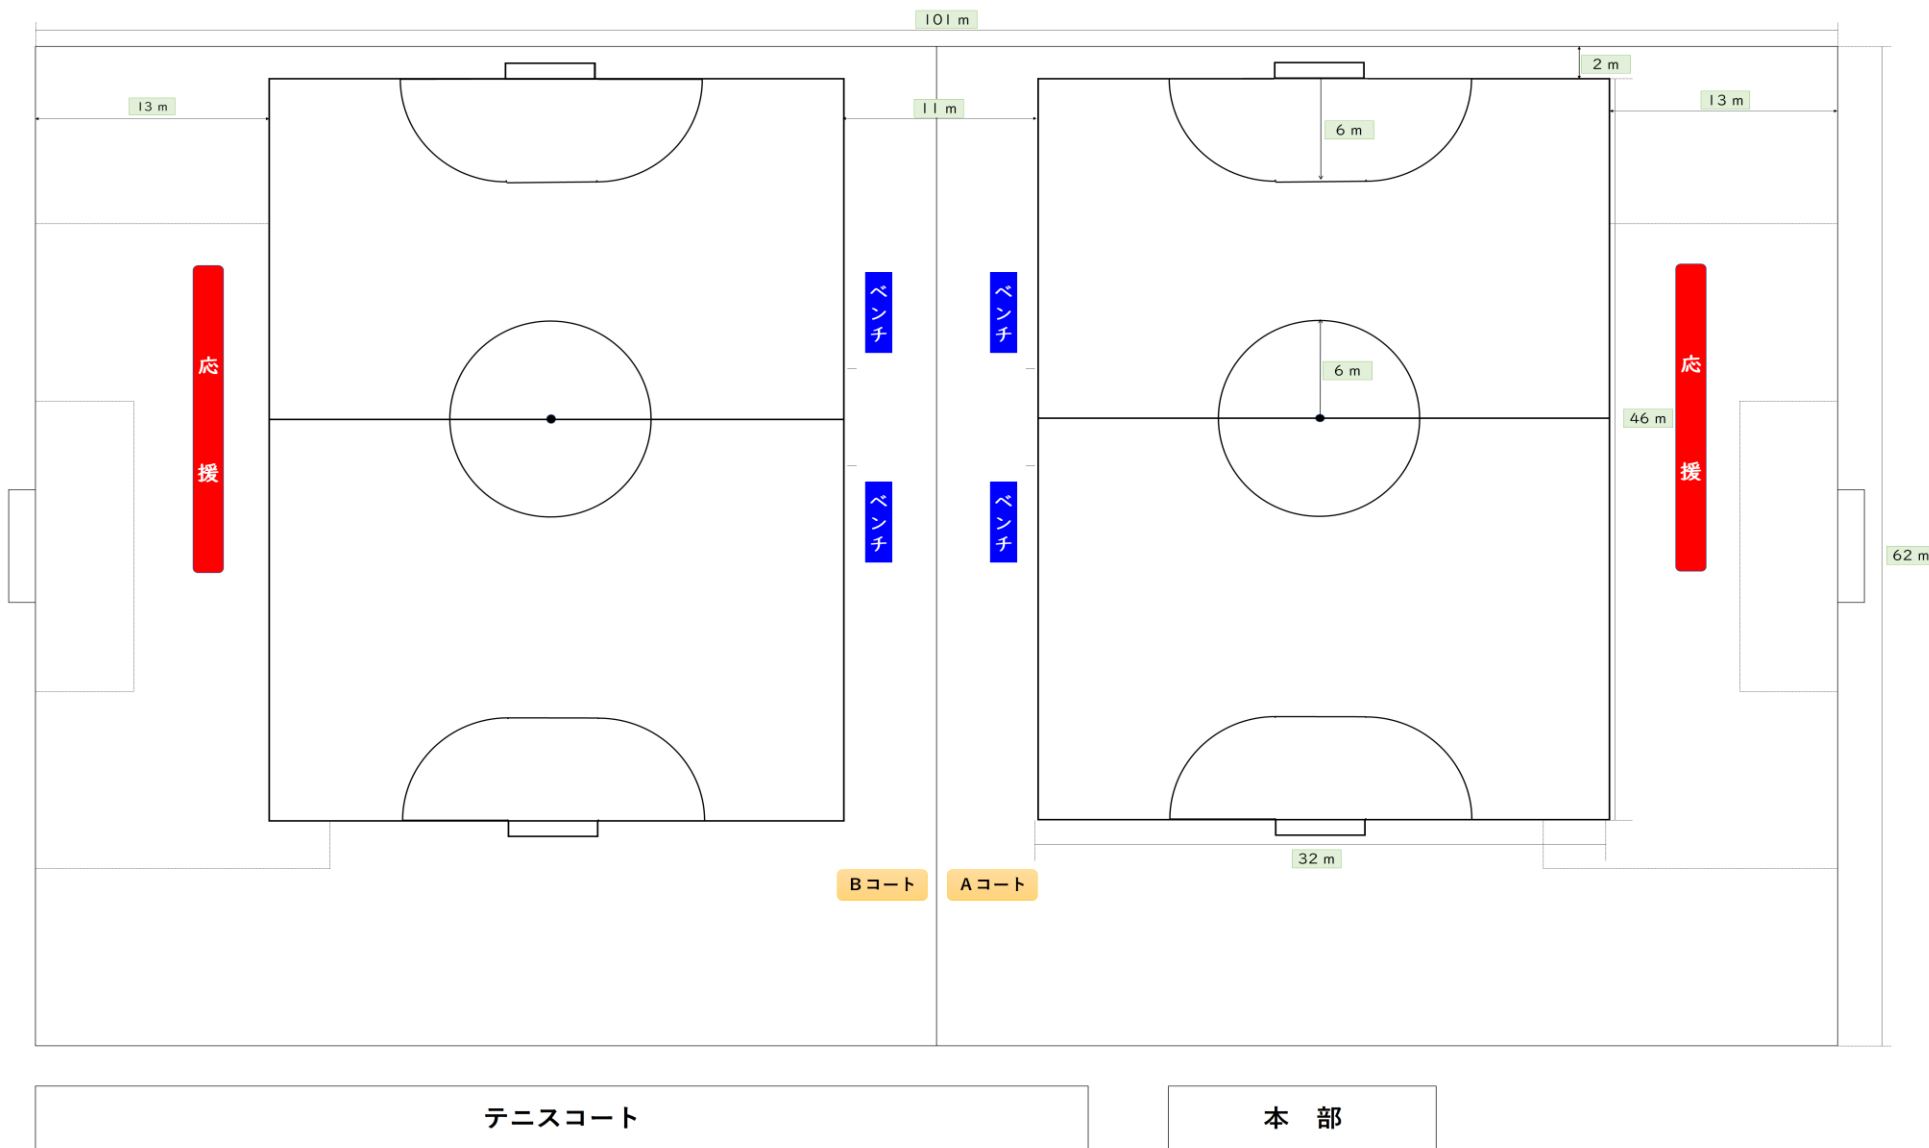 101 m
2 m
13 m
11 m
13 m
6 m
ベンチ
ベンチ
応援
応援
6 m
46 m
ベンチ
ベンチ
62 m
32 m
Bコート
Aコート
テニスコート
本 部